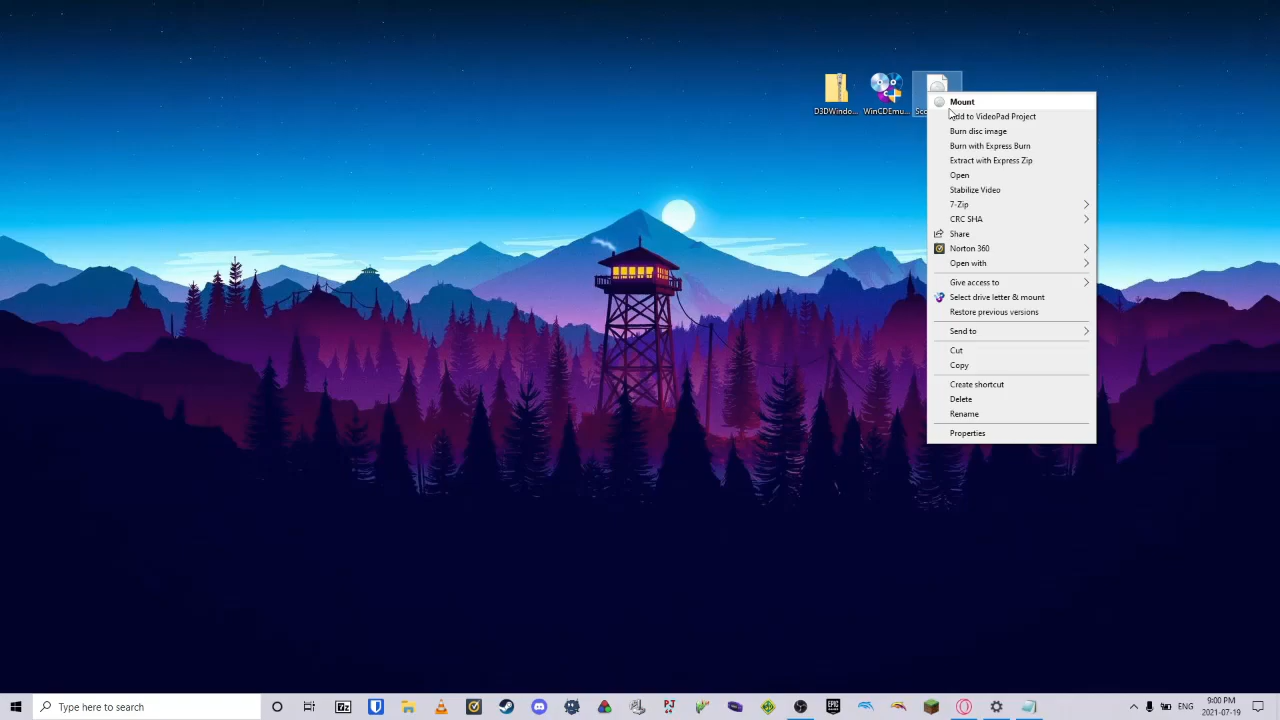 D3DWindo...
WinCDEmu...
Mount
Add to VideoPad Project
Burn disc image
Burn with Express Burn
Extract with Express Zip
Open
Stabilize Video
7-Zip
CRC SHA
Share
Norton 360
Open with
Give access to
Select drive letter & mount
Restore previous versions
Send to
Cut
Copy
Create shortcut
Delete
Rename
Properties
Type here to search
ENG
9:00 PM
2021-07-19